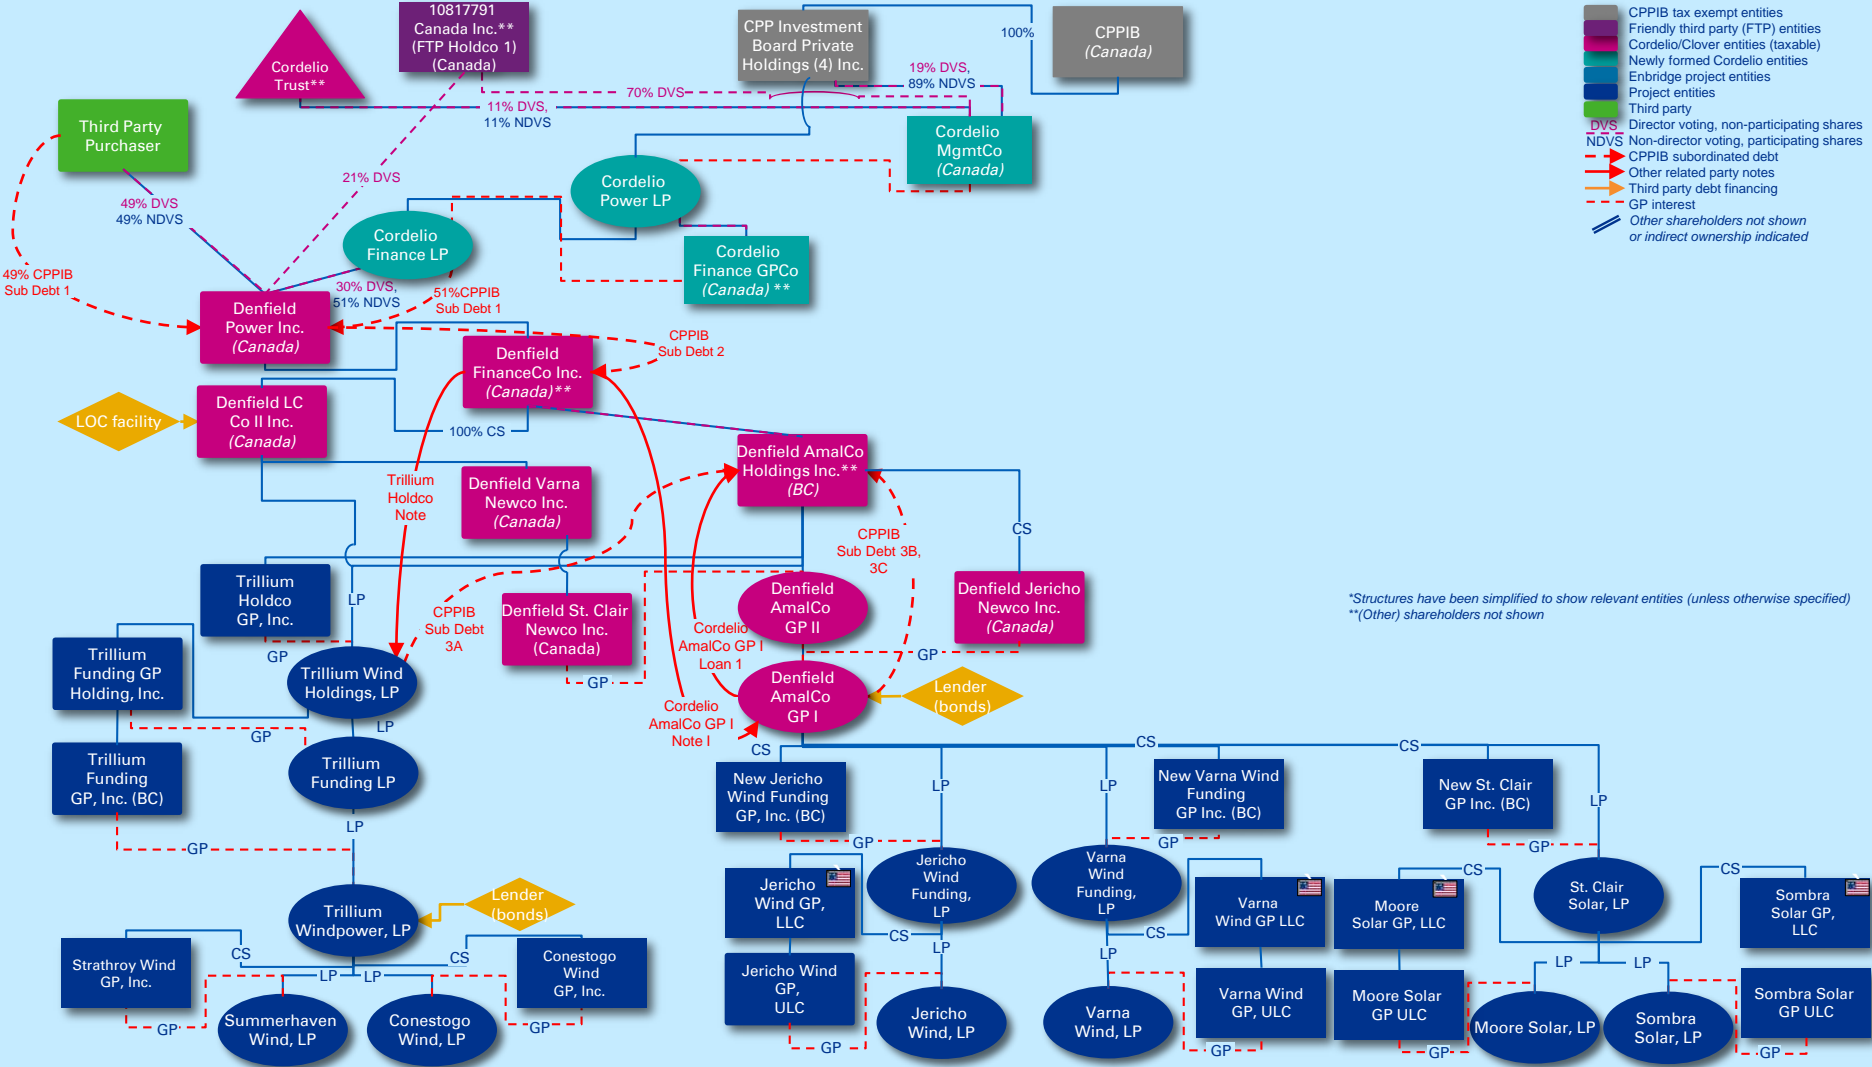 10817791
Canada Inc.**
(FTP Holdco 1)
(Canada)
Cordelio
Trust**
CPP Investment
Board Private
Holdings (4) Inc.
100%
CPPIB
(Canada)
CPPIB tax exempt entities
Friendly third party (FTP) entities
Cordelio/Clover entities (taxable)
Newly formed Cordelio entities
Enbridge project entities
Project entities
Third party
DVS Director voting, non-participating shares
NDVS Non-director voting, participating shares
CPPIB subordinated debt
Other related party notes
Third party debt financing
GP interest
Other shareholders not shown
or indirect ownership indicated
19% DVS,
89% NDVS
70% DVS
11% DVS,
11% NDVS
Third Party
Purchaser
Cordelio
MgmtCo
(Canada)
Cordelio
Power LP
21% DVS
49% DVS
49% NDVS
Cordelio
Finance LP
Cordelio
Finance GPCo
(Canada) **
49% CPPIB
Sub Debt 1
30% DVS,
51% NDVS
51%CPPIB
Sub Debt 1
Denfield
Power Inc.
(Canada)
CPPIB
Sub Debt 2
Denfield
FinanceCo Inc.
(Canada)**
LOC facility
Denfield LC
Co II Inc.
(Canada)
100% CS
Denfield AmalCo
Holdings Inc.**
(BC)
Trillium
Holdco
Note
Denfield Varna
Newco Inc.
(Canada)
CS
CPPIB
Sub Debt 3B,
3C
Trillium
Holdco
GP, Inc.
LP
CPPIB
Sub Debt
3A
Denfield St. Clair
Newco Inc.
(Canada)
Denfield
AmalCo
GP II
Denfield Jericho
Newco Inc.
(Canada)
*Structures have been simplified to show relevant entities (unless otherwise specified)
**(Other) shareholders not shown
Cordelio
AmalCo GP I
Loan 1
GP
GP
GP
Trillium
Funding GP
Holding, Inc.
Trillium Wind
Holdings, LP
Denfield
AmalCo
GP I
Lender
(bonds)
Cordelio
AmalCo GP I
Note I
LP
GP
CS
CS
CS
Trillium
Funding
GP, Inc. (BC)
Trillium
Funding LP
New Jericho
Wind Funding
GP, Inc. (BC)
LP
LP
New Varna Wind
Funding
GP Inc. (BC)
New St. Clair
GP Inc. (BC)
LP
LP
GP
GP
GP
GP
Jericho
Wind GP,
LLC
Jericho
Wind
Funding,
LP
Varna
Wind
Funding,
LP
CS
CS
Varna
Wind GP LLC
Moore
Solar GP, LLC
CS
St. Clair
Solar, LP
CS
Sombra
Solar GP,
LLC
Trillium
Windpower, LP
Lender
(bonds)
Strathroy Wind
GP, Inc.
CS
CS
LP
LP
Conestogo
Wind
GP, Inc.
Jericho Wind
GP,
ULC
LP
LP
LP
LP
Varna Wind
GP, ULC
Moore Solar
GP ULC
Sombra Solar
GP ULC
GP
Summerhaven
Wind, LP
Conestogo
Wind, LP
GP
GP
Jericho
Wind, LP
Varna
Wind, LP
GP
GP
Moore Solar, LP
Sombra
Solar, LP
GP